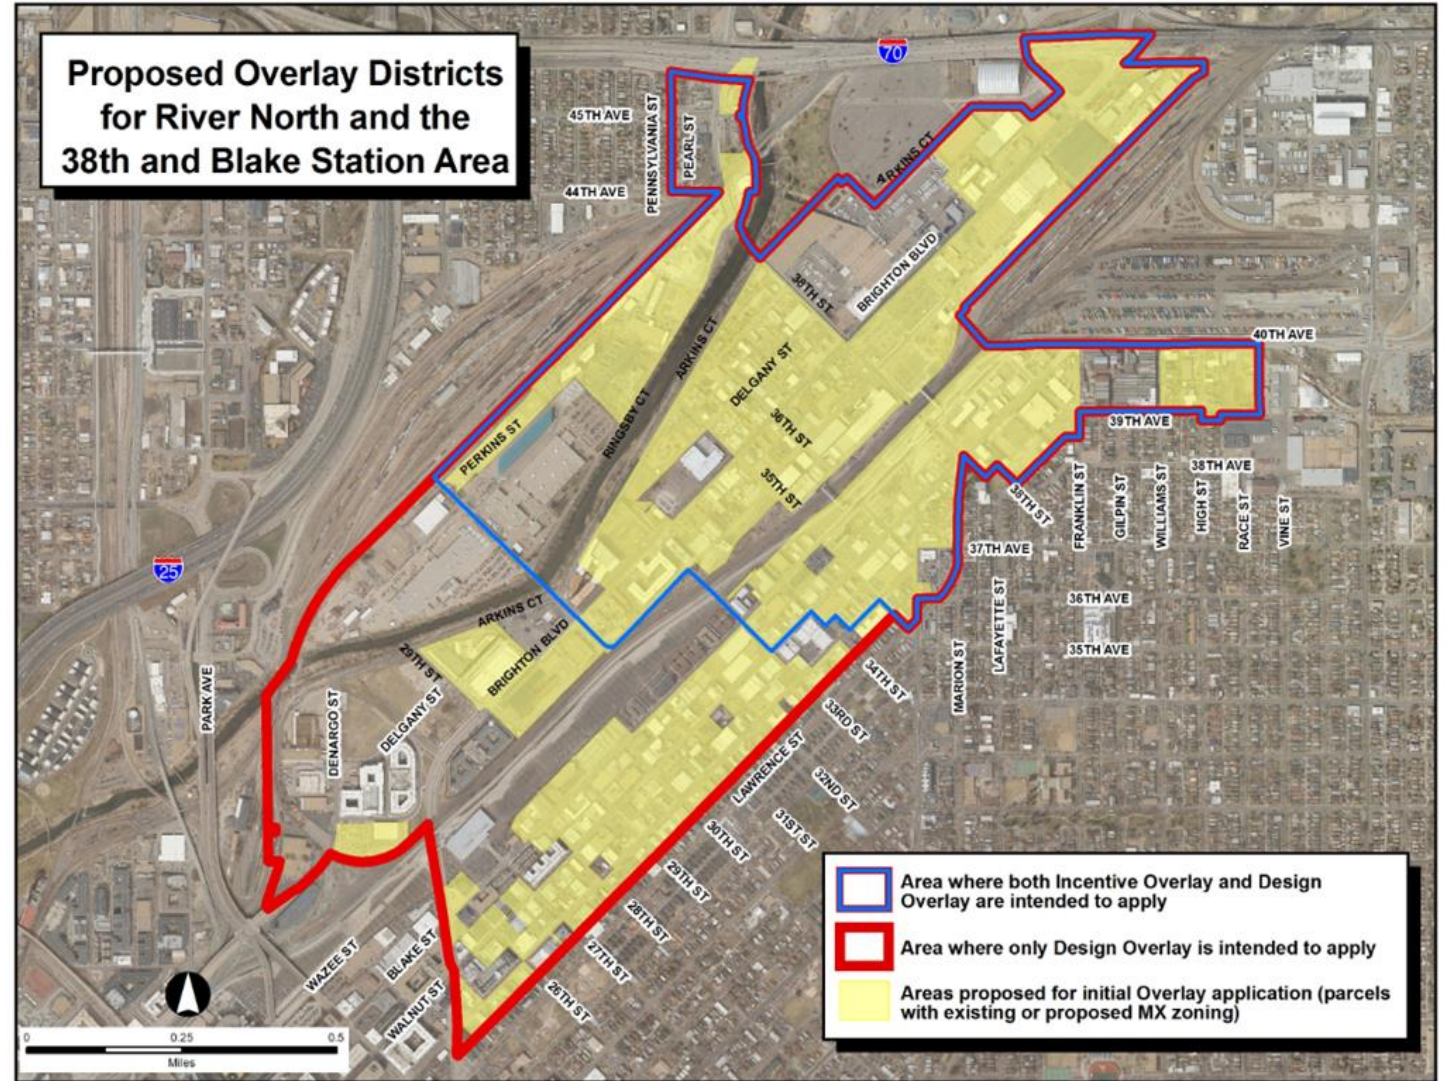 Proposed Overlay Districts
for River North and the
38th and Blake Station Area
70
45TH AVE
PENNSYLVANIA ST
PEARL ST
44TH AVE
ARKINS CT
BRIGHTON BLVD
38TH ST
40TH AVE
ARKINS CT
DELGANY ST
RINGSBY CT
36TH ST
PERKINS ST
35TH ST
39TH AVE
38TH AVE
36TH ST
FRANKLIN ST
GILPIN ST
WILLIAMS ST
HIGH ST
RACE ST
VINE ST
37TH AVE
25
ARKINS CT
36TH AVE
LAFAYETTE ST
35TH AVE
29TH ST
BRIGHTON BLVD
MARION ST
34TH ST
PARK AVE
DENARGO ST
DELGANY ST
33RD ST
LAWRENCE ST
32ND ST
31ST ST
30TH ST
29TH ST
28TH ST
27TH ST
26TH ST
WAZEE ST
BLAKE ST
WALNUT ST
Area where both Incentive Overlay and Design
Overlay are intended to apply
Area where only Design Overlay is intended to apply
Areas proposed for initial Overlay application (parcels
with existing or proposed MX zoning)
0 0.25 0.5
Miles